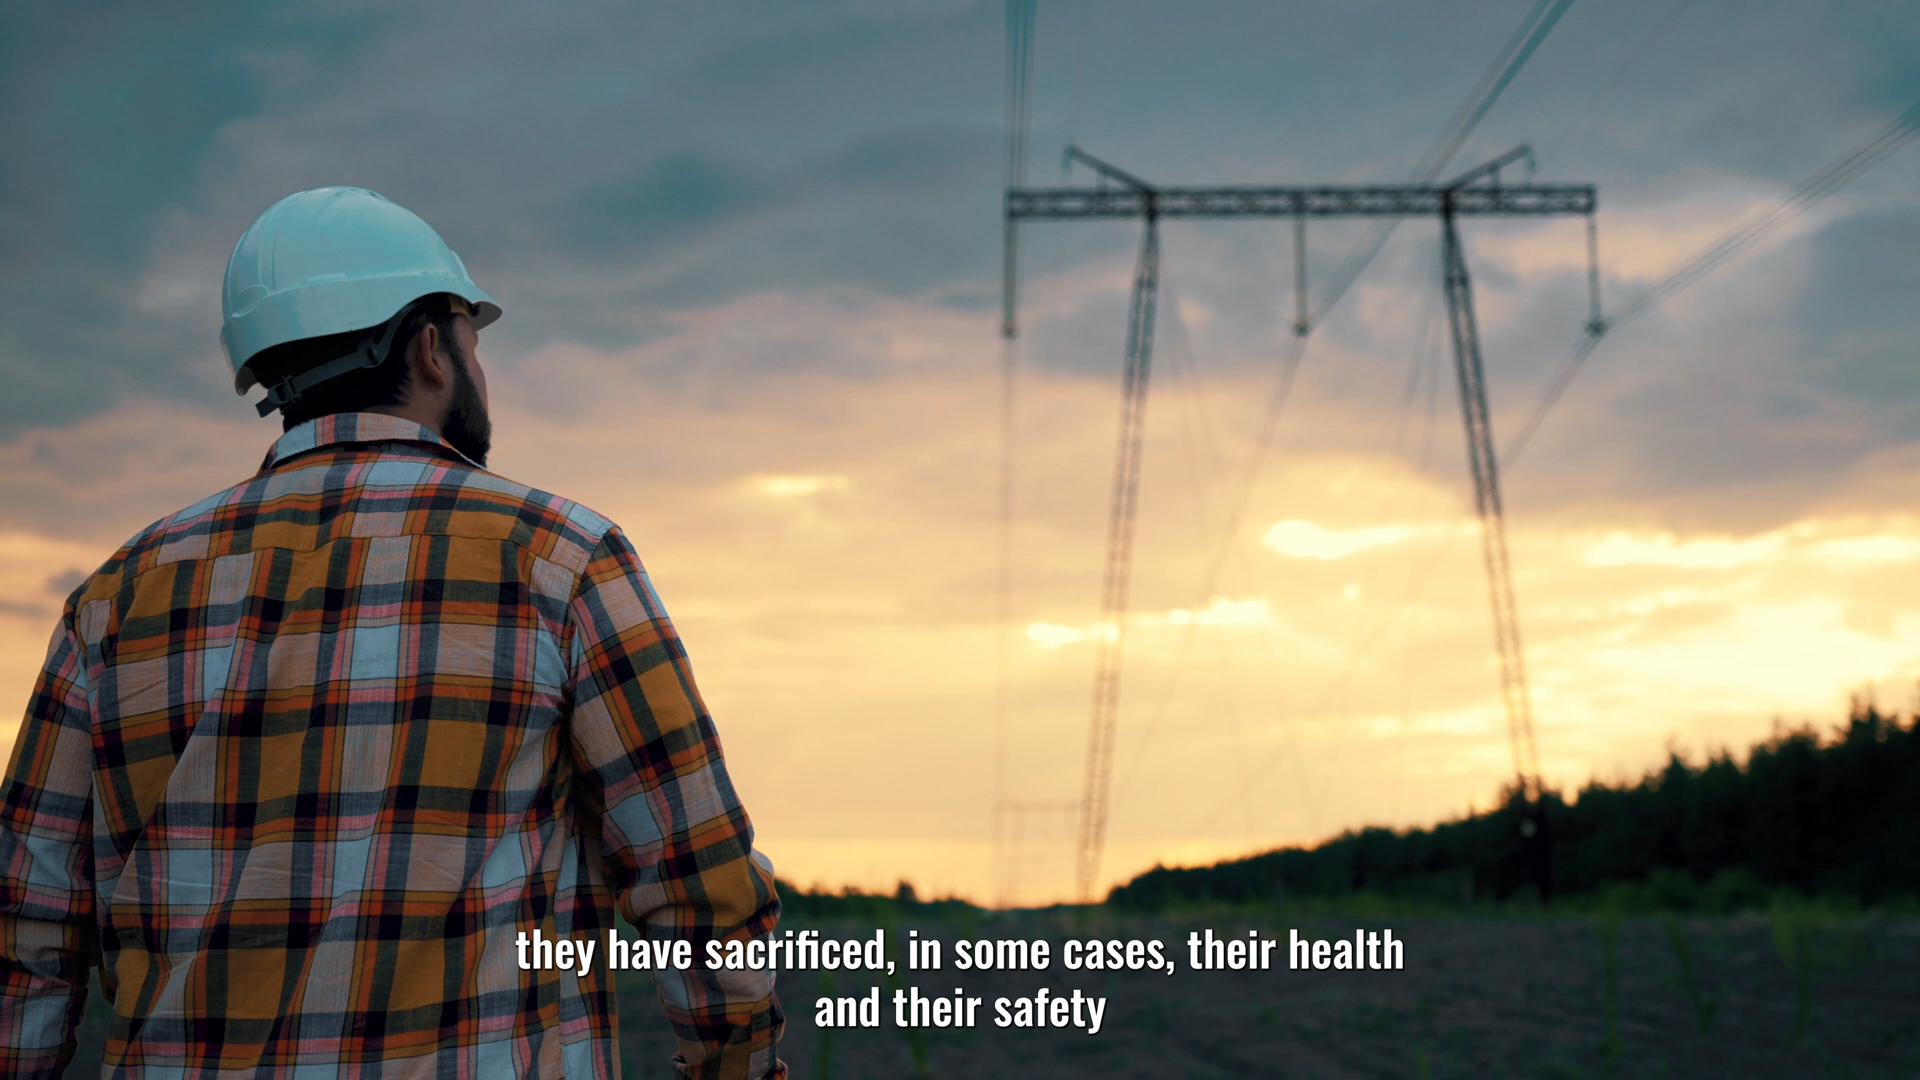 they have sacrificed, in some cases, their health
and their safety